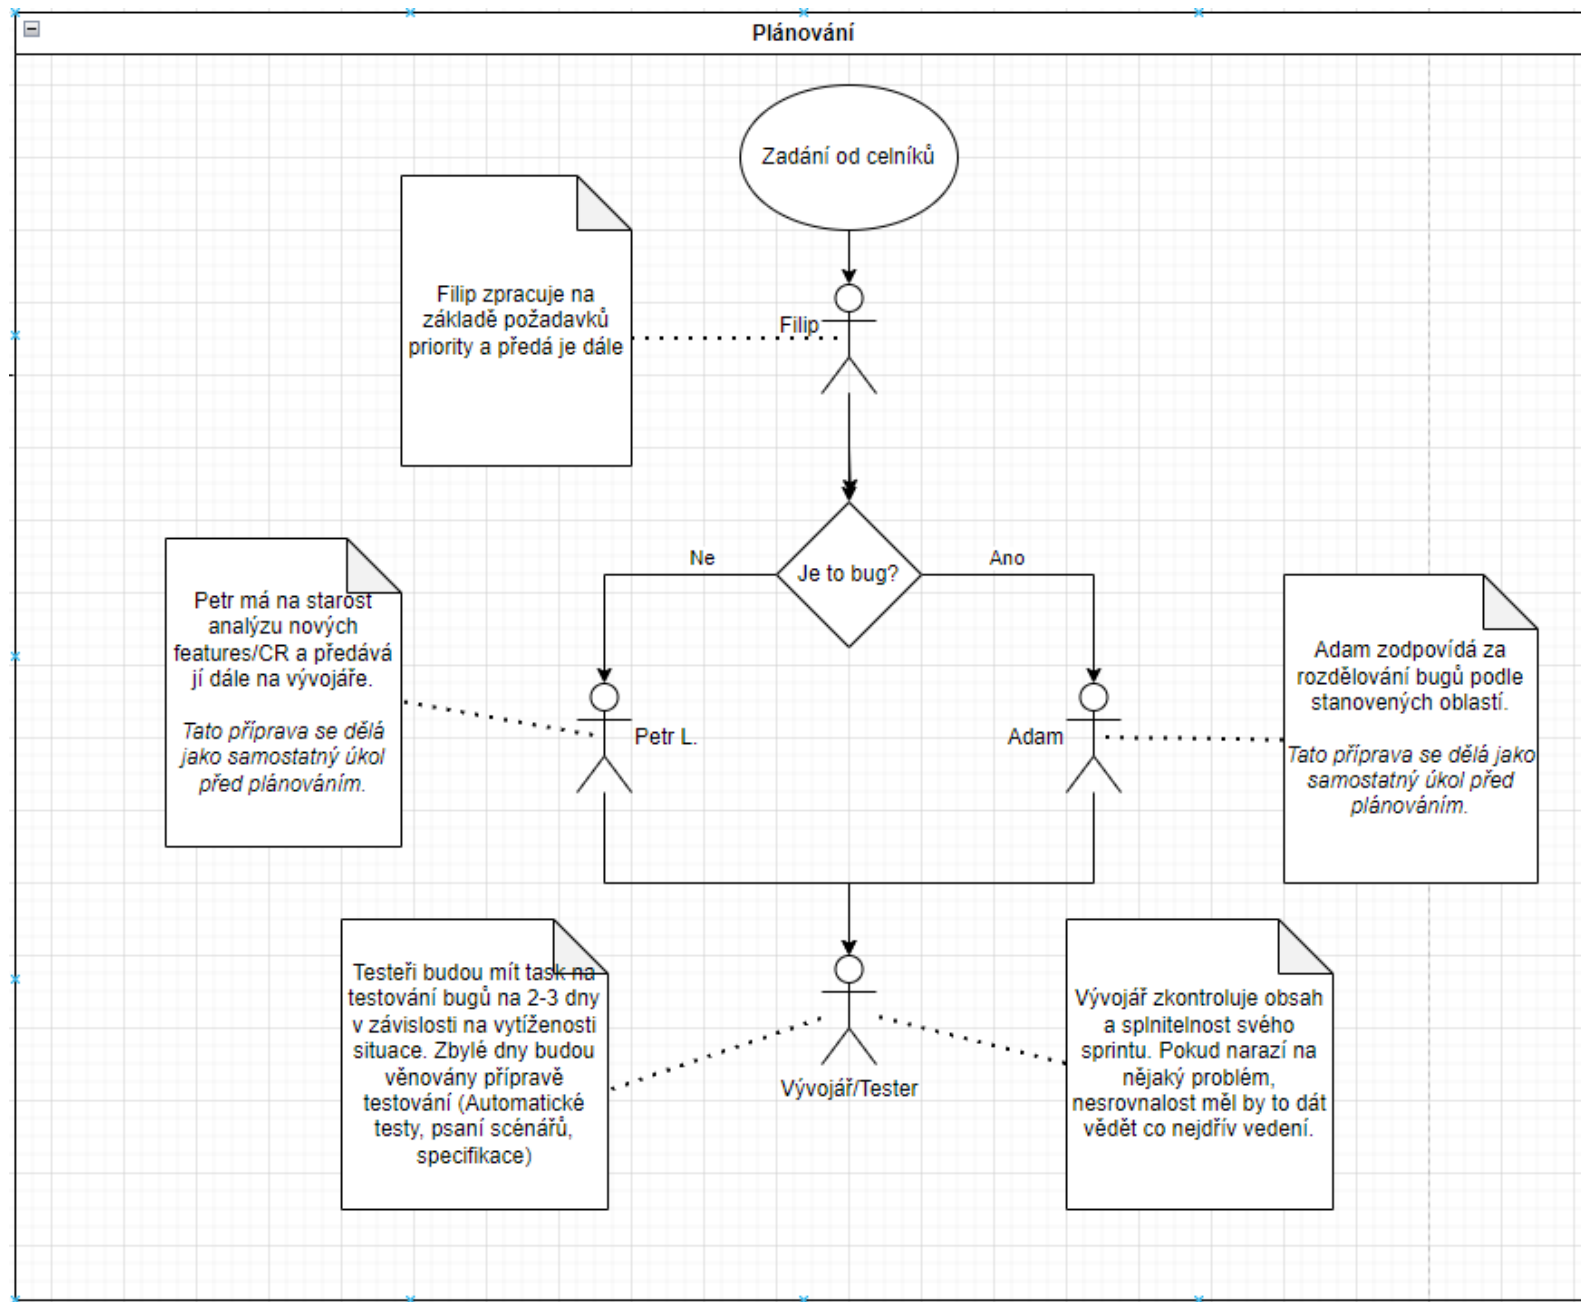 Plánování
Zadání od celníků
Filip zpracuje na
základě požadavků
priority a předá je dále
Filip
Je to bug?
Ne
Ano
Petr má na starost
analýzu nových
features/CR a předává
jí dále na vývojáře.
Tato příprava se dělá
jako samostatný úkol
před plánováním.
Petr L.
Adam
Adam zodpovídá za
rozdělování bugů podle
stanovených oblastí.
Tato příprava se dělá jako
samostatný úkol před
plánováním.
Testeři budou mít task na
testování bugů na 2-3 dny
v závislosti na vytíženosti
situace. Zbylé dny budou
věnovány přípravě
testování (Automatické
testy, psaní scénářů,
specifikace)
Vývojář/Tester
Vývojář zkontroluje obsah
a splnitelnost svého
sprintu. Pokud narazí na
nějaký problém,
nesrovnalost měl by to dát
vědět co nejdřív vedení.